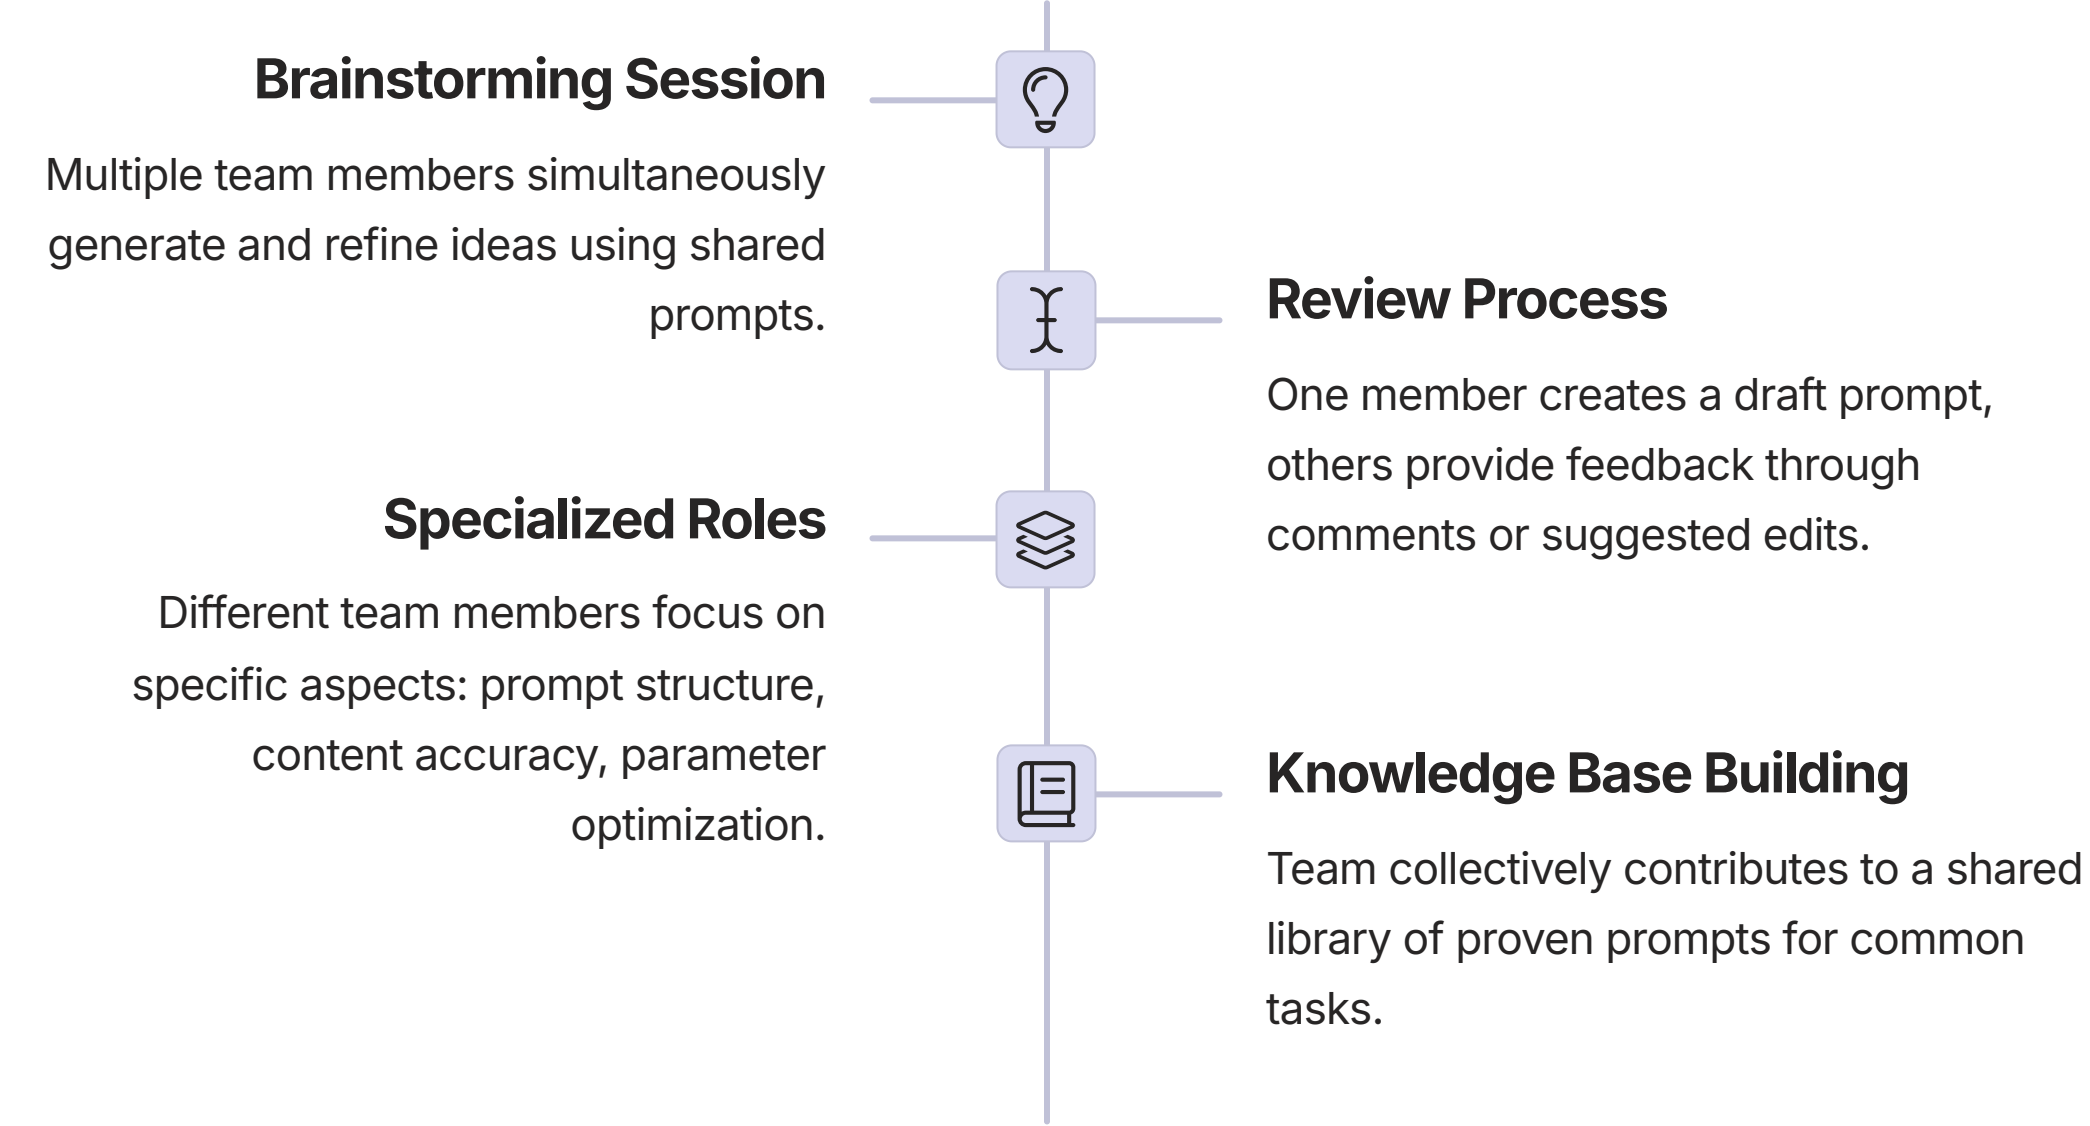 Brainstorming Session
Multiple team members simultaneously
generate and refine ideas using shared
prompts.
Review Process
One member creates a draft prompt,
others provide feedback through
comments or suggested edits.
Specialized Roles
Different team members focus on
specific aspects: prompt structure,
content accuracy, parameter
optimization.
Knowledge Base Building
Team collectively contributes to a shared
library of proven prompts for common
tasks.